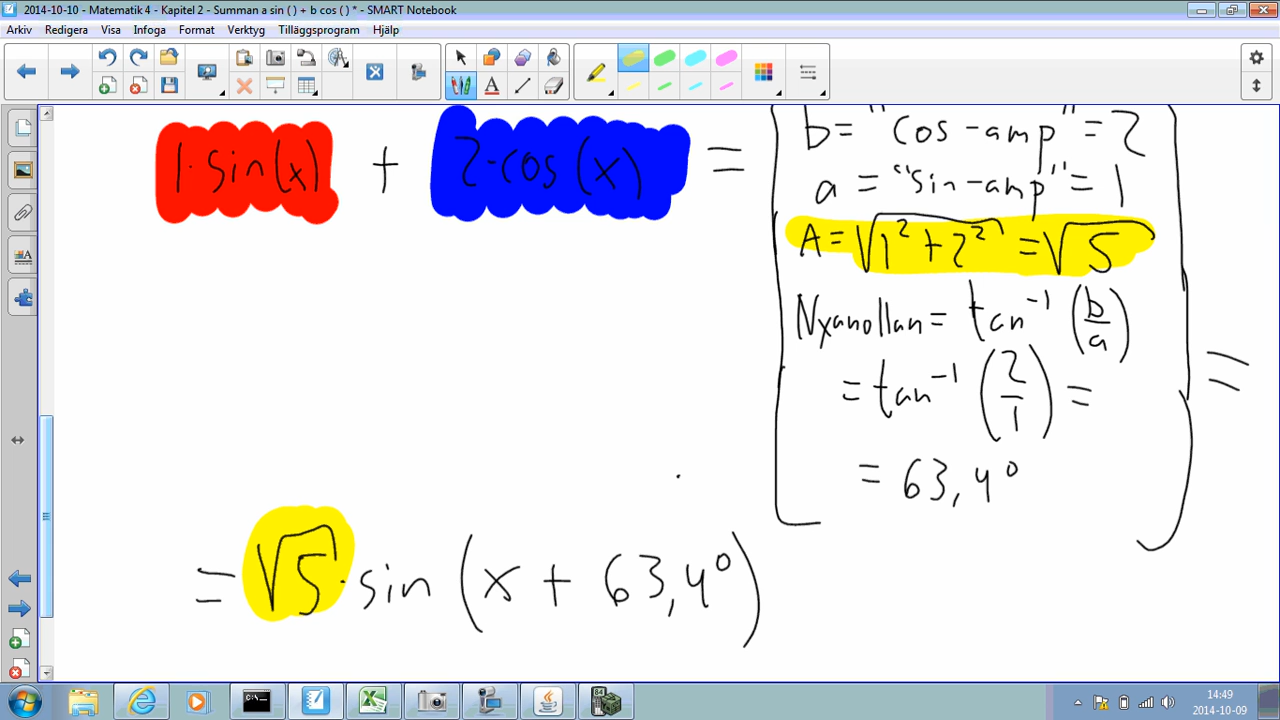 2014-10-10 - Matematik 4 - Kapitel 2 - Summan a sin ( ) + b cos ( ) * - SMART Notebook
Arkiv Redigera Visa Infoga Format Verktyg Tilläggsprogram Hjälp
b = "cos-amp" = 2
1·sin(x) + 2·cos(x) =
a = "sin-amp" = 1
A = √1² + 2² = √5
Nxanollan = tan⁻¹ (b/a)
= tan⁻¹ (2/1) = =
= 63,4°
= √5 · sin (x + 63,4°)
14:49
2014-10-09